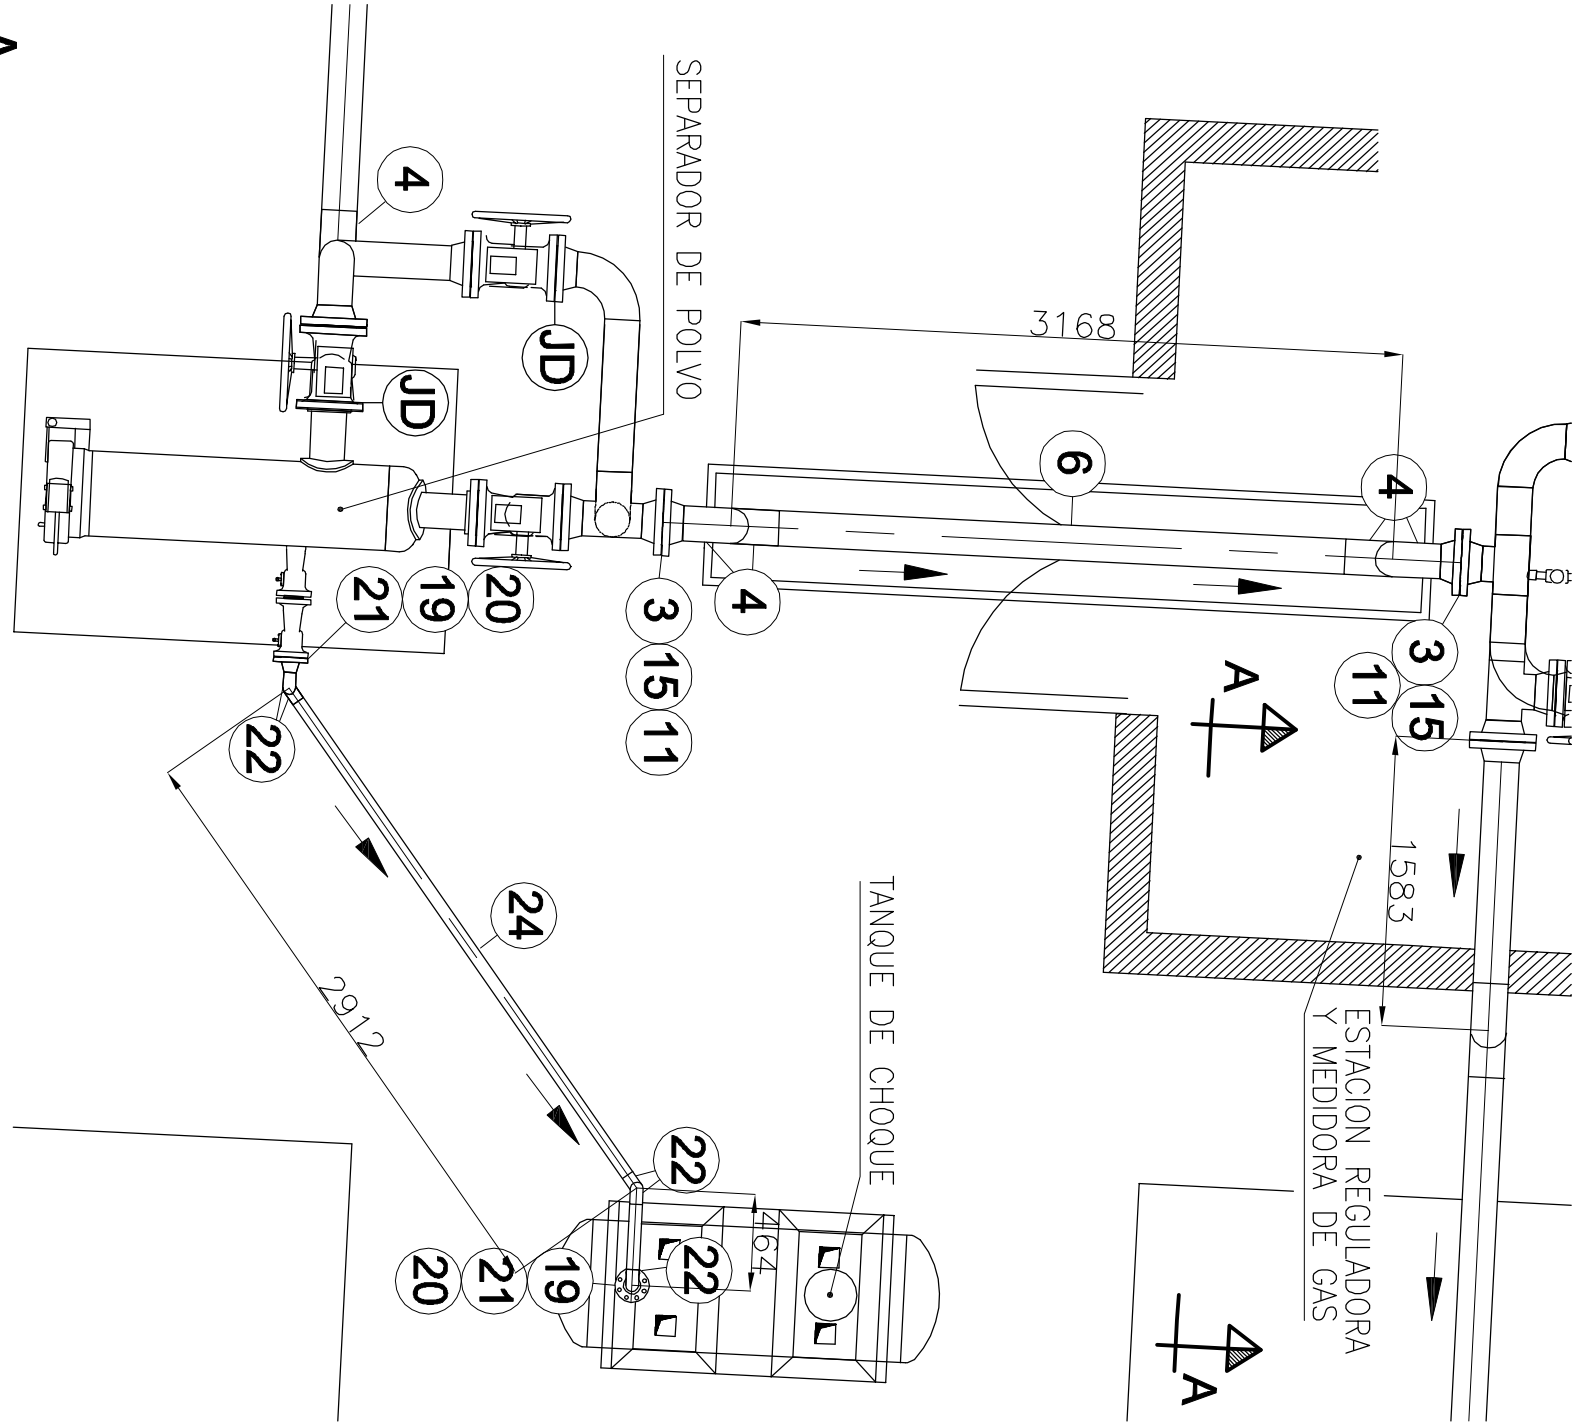 A
4
JD
JD
SEPARADOR DE POLVO
3168
6
4
4
21
19
20
3
15
11
3
15
11
A
1583
22
24
2912
TANQUE DE CHOQUE
ESTACION REGULADORA
Y MEDIDORA DE GAS
22
464
22
20
21
19
A